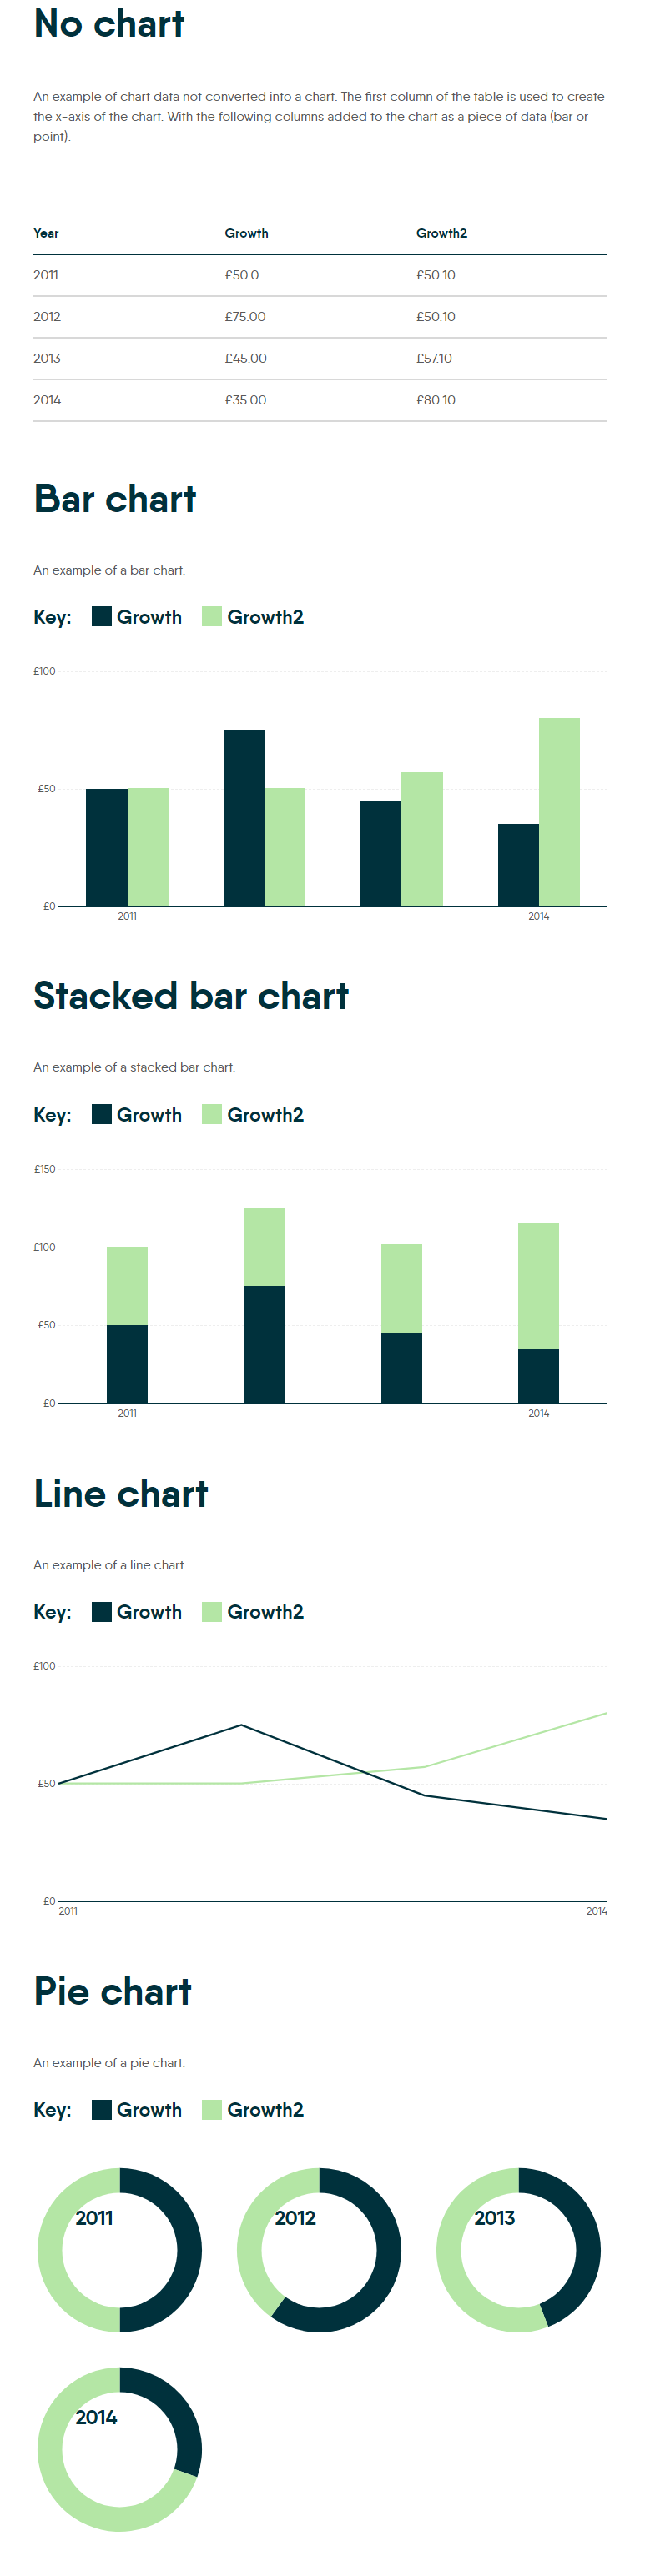 No chart
An example of chart data not converted into a chart. The first column of the table is used to create
the x-axis of the chart. With the following columns added to the chart as a piece of data (bar or
point).
Year Growth Growth2
2011 £50.0 £50.10
2012 £75.00 £50.10
2013 £45.00 £57.10
2014 £35.00 £80.10
Bar chart
An example of a bar chart.
Key: Growth Growth2
£100
£50
£0
2011 2014
Stacked bar chart
An example of a stacked bar chart.
Key: Growth Growth2
£150
£100
£50
£0
2011 2014
Line chart
An example of a line chart.
Key: Growth Growth2
£100
£50
£0
2011 2014
Pie chart
An example of a pie chart.
Key: Growth Growth2
2011 2012 2013
2014